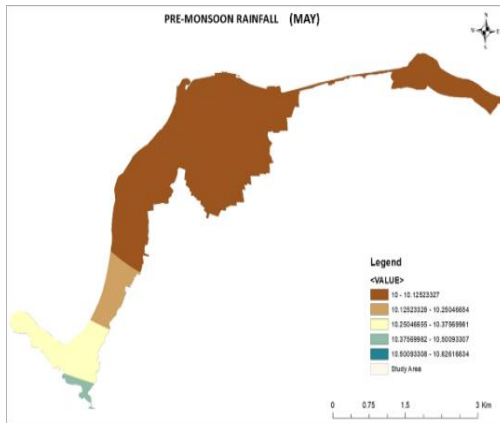 PRE-MONSOON RAINFALL (MAY)
N
W E
S
Legend
<VALUE>
10 - 10.12523327
10.12523328 - 10.25046654
10.25046655 - 10.37569981
10.37569982 - 10.50093307
10.50093308 - 10.62616634
Study Area
0 0.75 1.5 3 Km